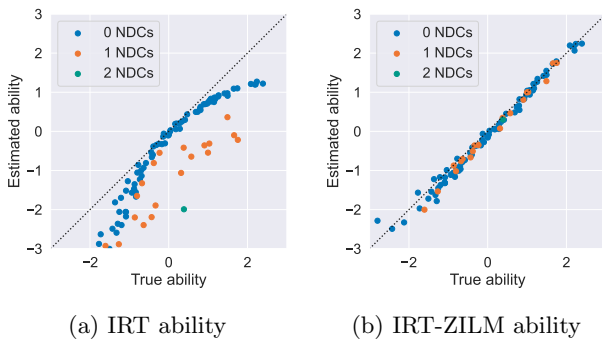 3
2
1
0
−1
−2
−3
Estimated ability
0 NDCs
1 NDCs
2 NDCs
−2
0
2
True ability
(a) IRT ability
3
2
1
0
−1
−2
−3
Estimated ability
0 NDCs
1 NDCs
2 NDCs
−2
0
2
True ability
(b) IRT-ZILM ability